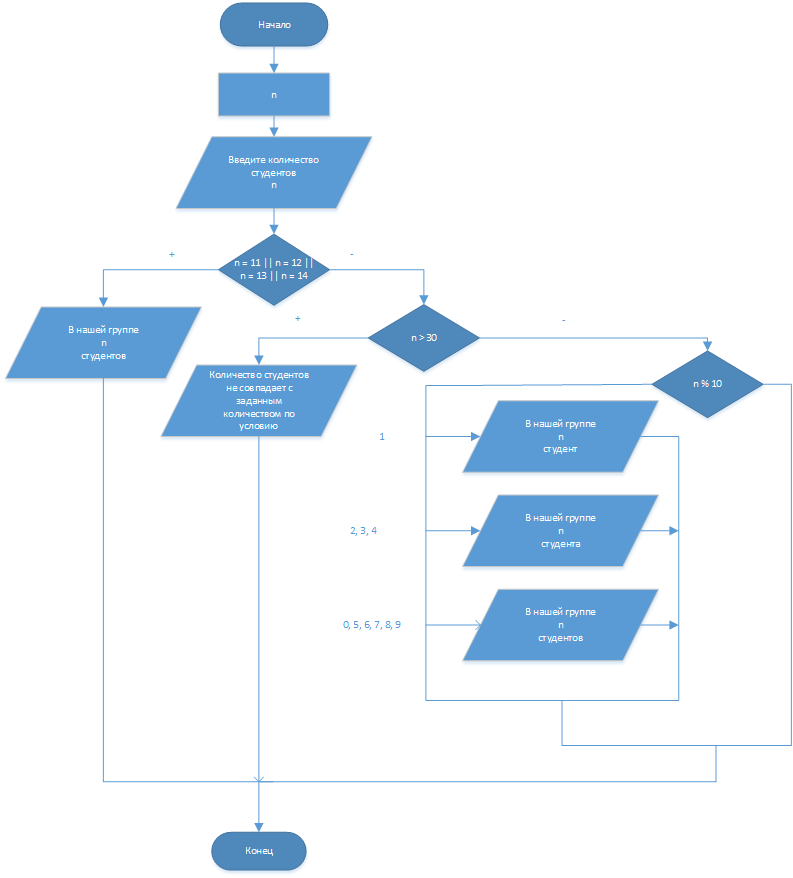 Начало
n
Введите количество
студентов
n
n = 11 || n = 12 ||
n = 13 || n = 14
+
-
В нашей группе
n
студентов
n > 30
+
-
Количество студентов
не совпадает с
заданным
количеством по
условию
n % 10
1
В нашей группе
n
студент
2, 3, 4
В нашей группе
n
студента
0, 5, 6, 7, 8, 9
В нашей группе
n
студентов
Конец